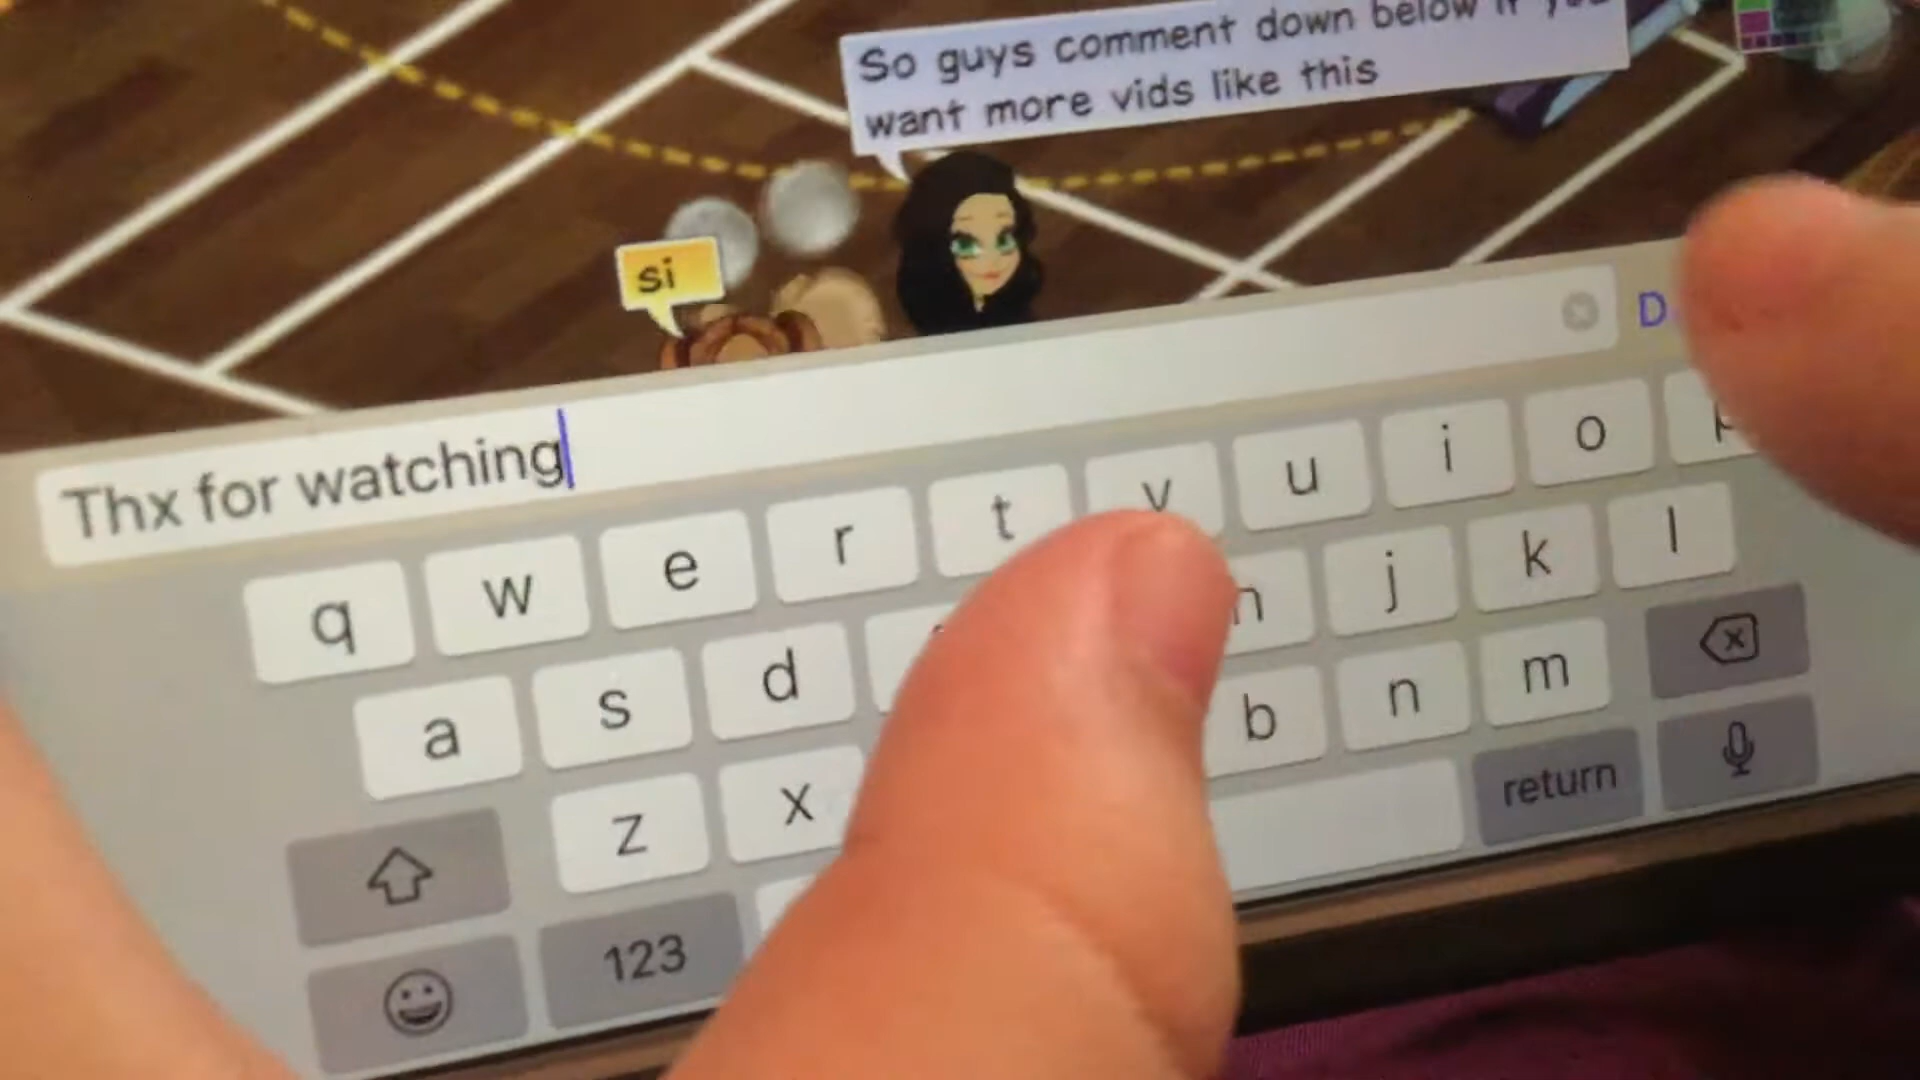 So guys comment down below if you
want more vids like this
si
Thx for watching
D
q w e r t y u i o
a s d h j k l
z x b n m
123
return